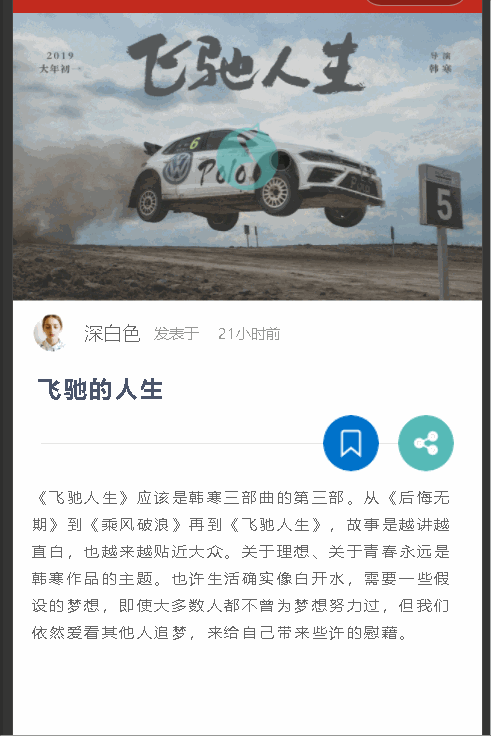 2019
大年初一
飞驰人生
导演
韩寒
6
Polo
5
深白色 发表于 21小时前
飞驰的人生
《飞驰人生》应该是韩寒三部曲的第三部。从《后悔无
期》到《乘风破浪》再到《飞驰人生》，故事是越讲越
直白，也越来越贴近大众。关于理想、关于青春永远是
韩寒作品的主题。也许生活确实像白开水，需要一些假
设的梦想，即使大多数人都不曾为梦想努力过，但我们
依然爱看其他人追梦，来给自己带来些许的慰藉。